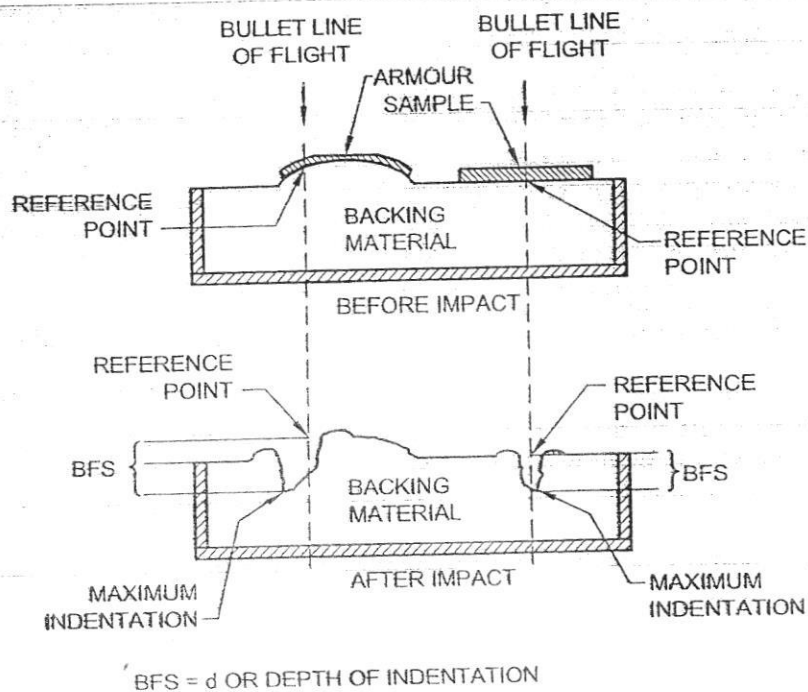 BULLET LINE
OF FLIGHT
BULLET LINE
OF FLIGHT
ARMOUR
SAMPLE
REFERENCE
POINT
BACKING
MATERIAL
REFERENCE
POINT
BEFORE IMPACT
REFERENCE
POINT
REFERENCE
POINT
BFS
BACKING
MATERIAL
BFS
MAXIMUM
INDENTATION
AFTER IMPACT
MAXIMUM
INDENTATION
BFS = d OR DEPTH OF INDENTATION